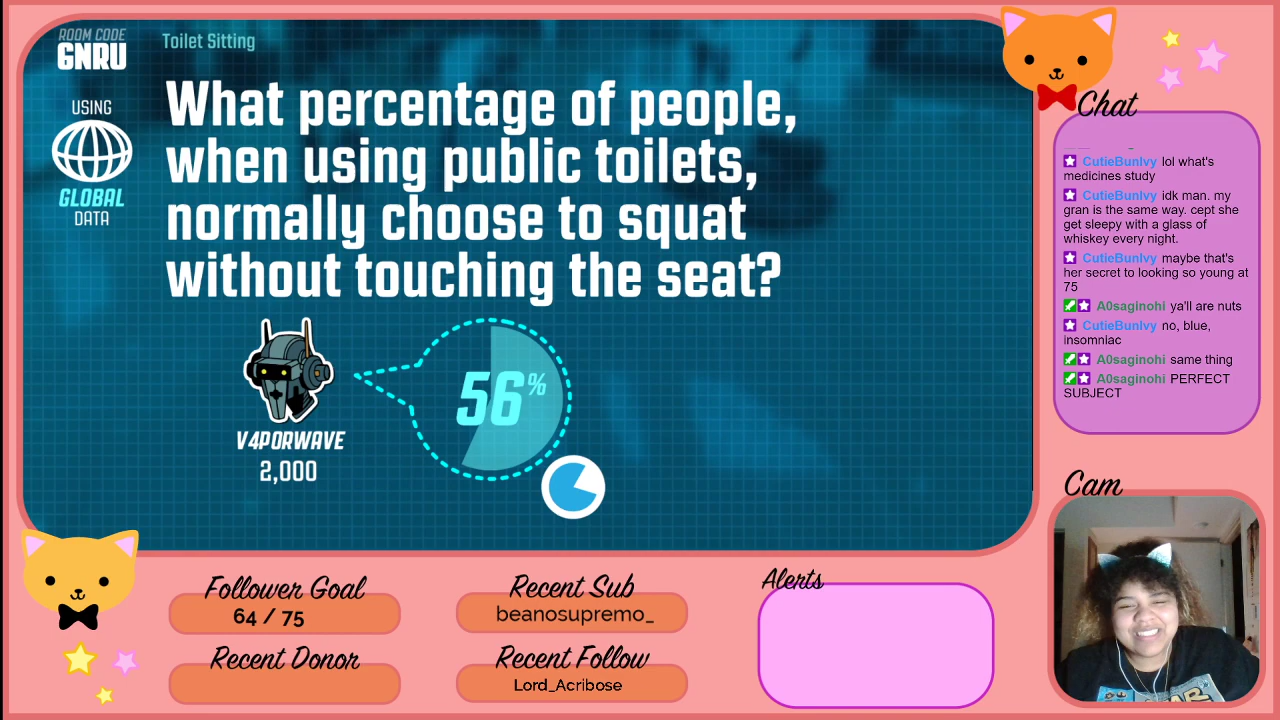 ROOM CODE
GNRU
USING
GLOBAL
DATA
Toilet Sitting
What percentage of people,
when using public toilets,
normally choose to squat
without touching the seat?
56%
V4PORWAVE
2,000
Chat
CutieBunIvy lol what's
medicines study
CutieBunIvy idk man. my
gran is the same way. cept she
get sleepy with a glass of
whiskey every night.
CutieBunIvy maybe that's
her secret to looking so young at
75
A0saginohi ya'll are nuts
CutieBunIvy no, blue,
insomniac
A0saginohi same thing
A0saginohi PERFECT
SUBJECT
Cam
Follower Goal
64 / 75
Recent Donor
Recent Sub
beanosupremo_
Recent Follow
Lord_Acribose
Alerts